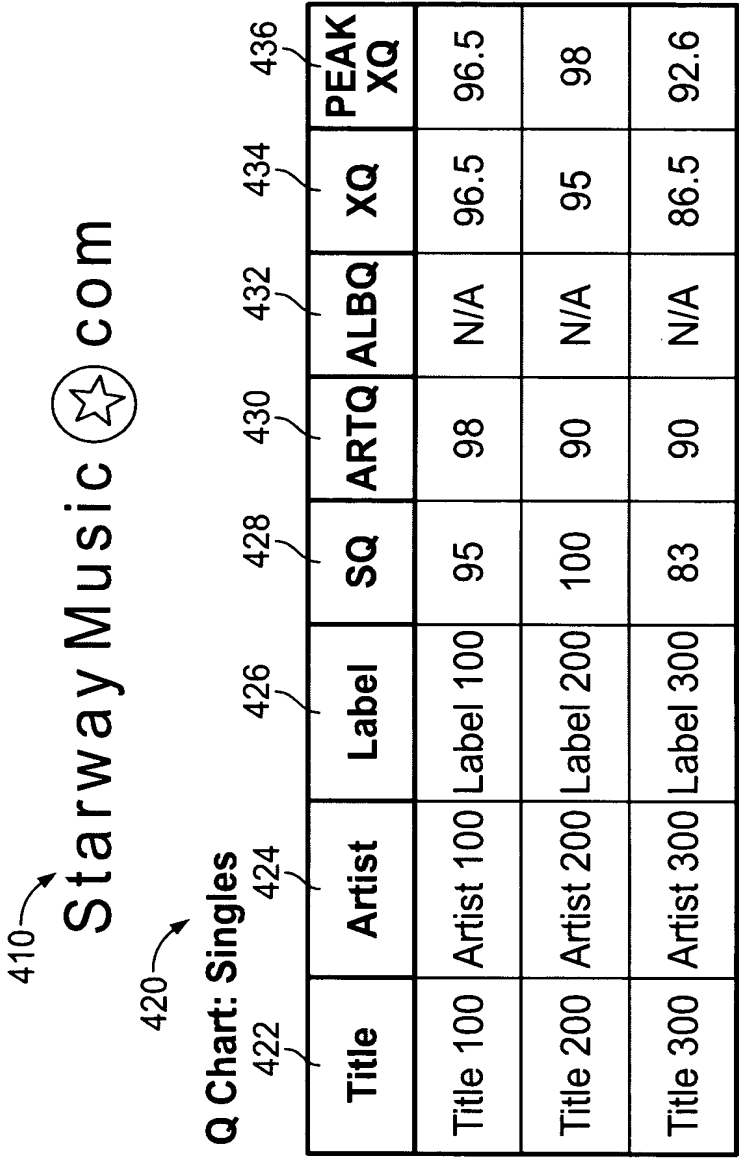 410
Starway Music com
420
Q Chart: Singles
422 424 426 428 430 432 434 436
Title Artist Label SQ ARTQ ALBQ XQ PEAK XQ
Title 100 Artist 100 Label 100 95 98 N/A 96.5 96.5
Title 200 Artist 200 Label 200 100 90 N/A 95 98
Title 300 Artist 300 Label 300 83 90 N/A 86.5 92.6